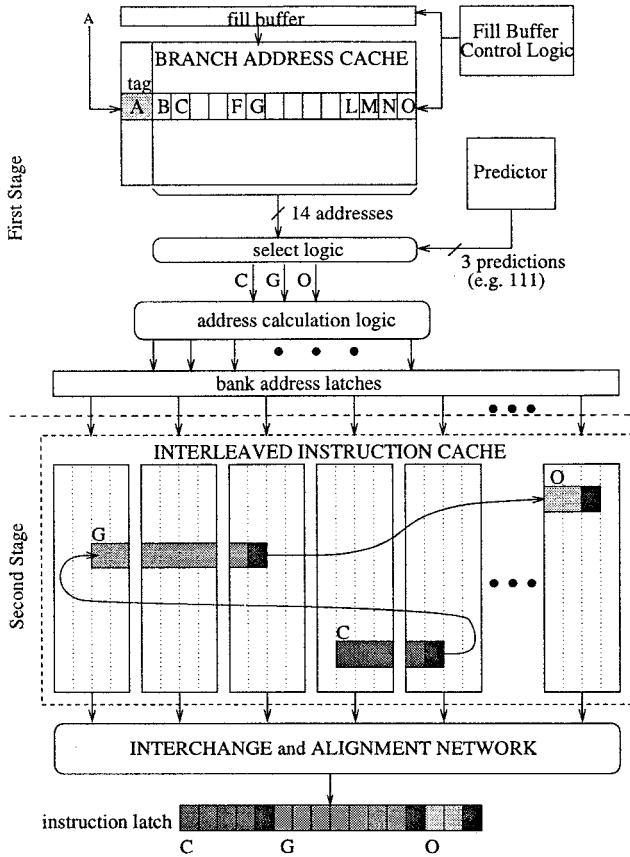 A
fill buffer
Fill Buffer
Control Logic
BRANCH ADDRESS CACHE
tag
A B C F G L M N O
First Stage
Predictor
14 addresses
select logic
3 predictions
(e.g. 111)
C G O
address calculation logic
bank address latches
INTERLEAVED INSTRUCTION CACHE
Second Stage
O
G
C
INTERCHANGE and ALIGNMENT NETWORK
instruction latch
C G O